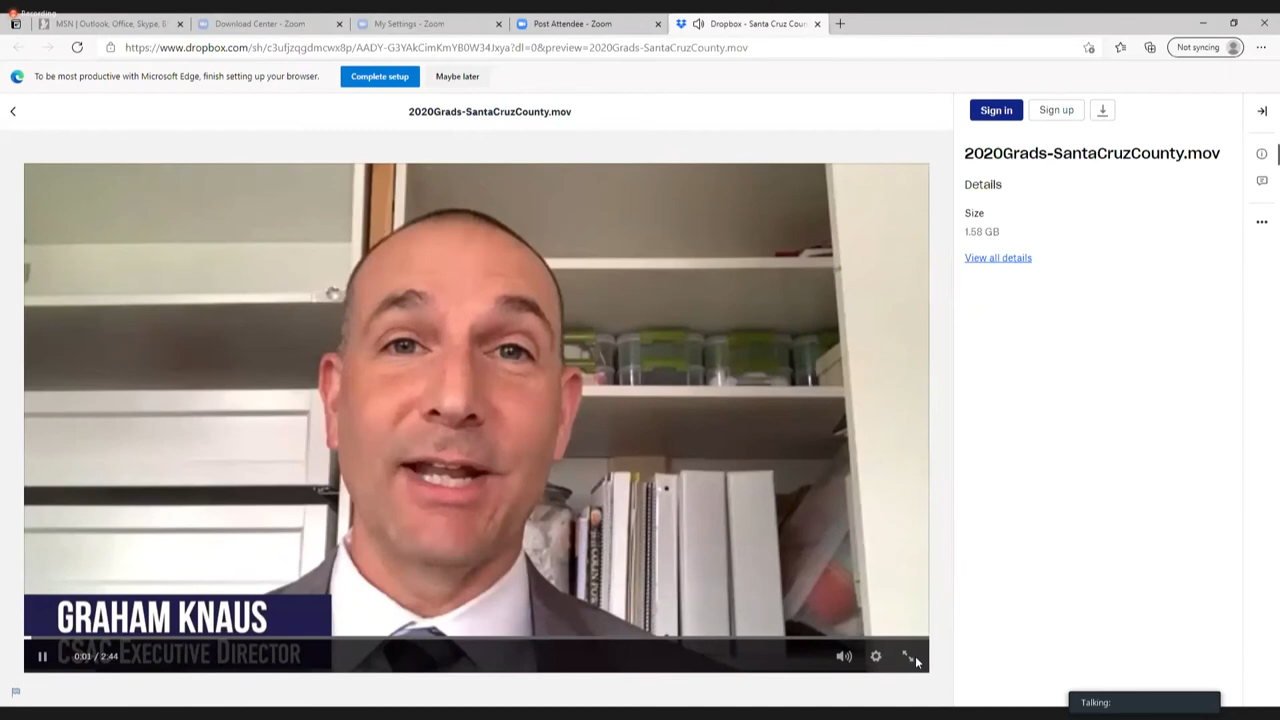 Recording
MSN | Outlook, Office, Skype, B
Download Center - Zoom
My Settings - Zoom
Post Attendee - Zoom
Dropbox - Santa Cruz Coun
https://www.dropbox.com/sh/c3ufjzqgdmcwx8p/AADY-G3YAkCimKmYB0W34Jxya?dl=0&preview=2020Grads-SantaCruzCounty.mov
Not syncing
To be most productive with Microsoft Edge, finish setting up your browser.
Complete setup
Maybe later
2020Grads-SantaCruzCounty.mov
Sign in
Sign up
2020Grads-SantaCruzCounty.mov
Details
Size
1.58 GB
View all details
GRAHAM KNAUS
CSAC EXECUTIVE DIRECTOR
0:01 / 2:44
Talking: